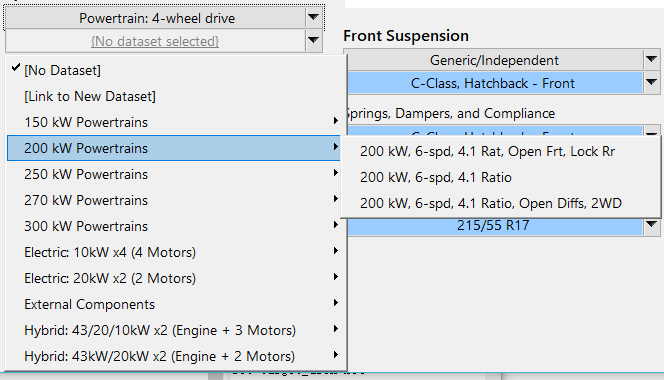 Powertrain: 4-wheel drive
{No dataset selected}
Front Suspension
Generic/Independent
C-Class, Hatchback - Front
Springs, Dampers, and Compliance
[No Dataset]
[Link to New Dataset]
150 kW Powertrains
200 kW Powertrains
250 kW Powertrains
270 kW Powertrains
300 kW Powertrains
Electric: 10kW x4 (4 Motors)
Electric: 20kW x2 (2 Motors)
External Components
Hybrid: 43/20/10kW x2 (Engine + 3 Motors)
Hybrid: 43kW/20kW x2 (Engine + 2 Motors)
200 kW, 6-spd, 4.1 Rat, Open Frt, Lock Rr
200 kW, 6-spd, 4.1 Ratio
200 kW, 6-spd, 4.1 Ratio, Open Diffs, 2WD
215/55 R17